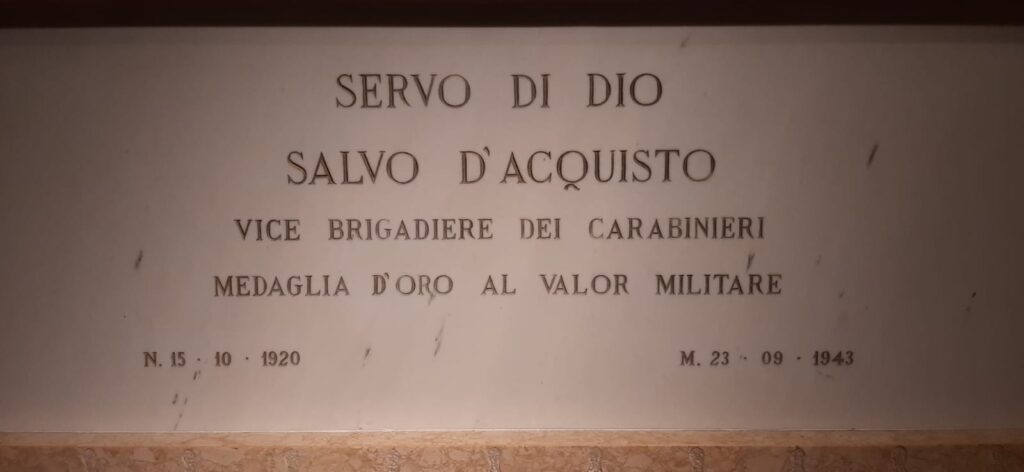 SERVO DI DIO
SALVO D'ACQUISTO
VICE BRIGADIERE DEI CARABINIERI
MEDAGLIA D'ORO AL VALOR MILITARE
N. 15 · 10 · 1920 M. 23 · 09 · 1943